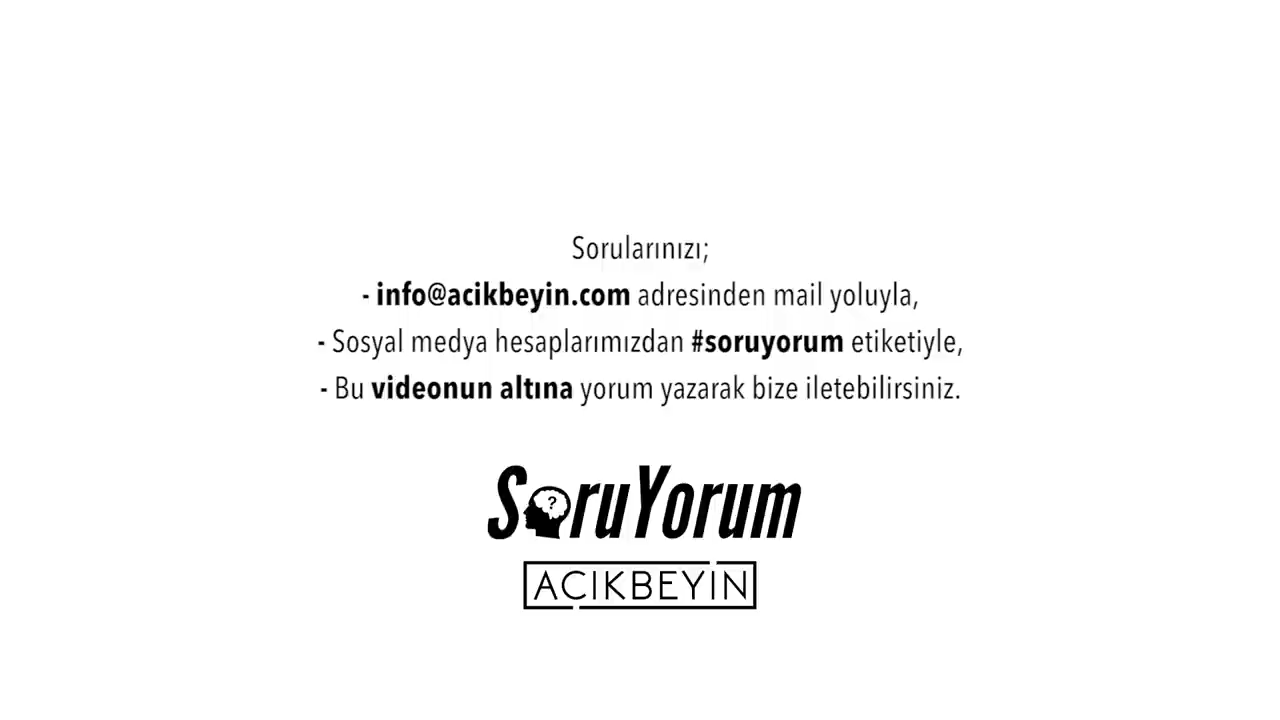 Sorularınızı;
- info@acikbeyin.com adresinden mail yoluyla,
- Sosyal medya hesaplarımızdan #soruyorum etiketiyle,
- Bu videonun altına yorum yazarak bize iletebilirsiniz.
SoruYorum
AÇIKBEYİN